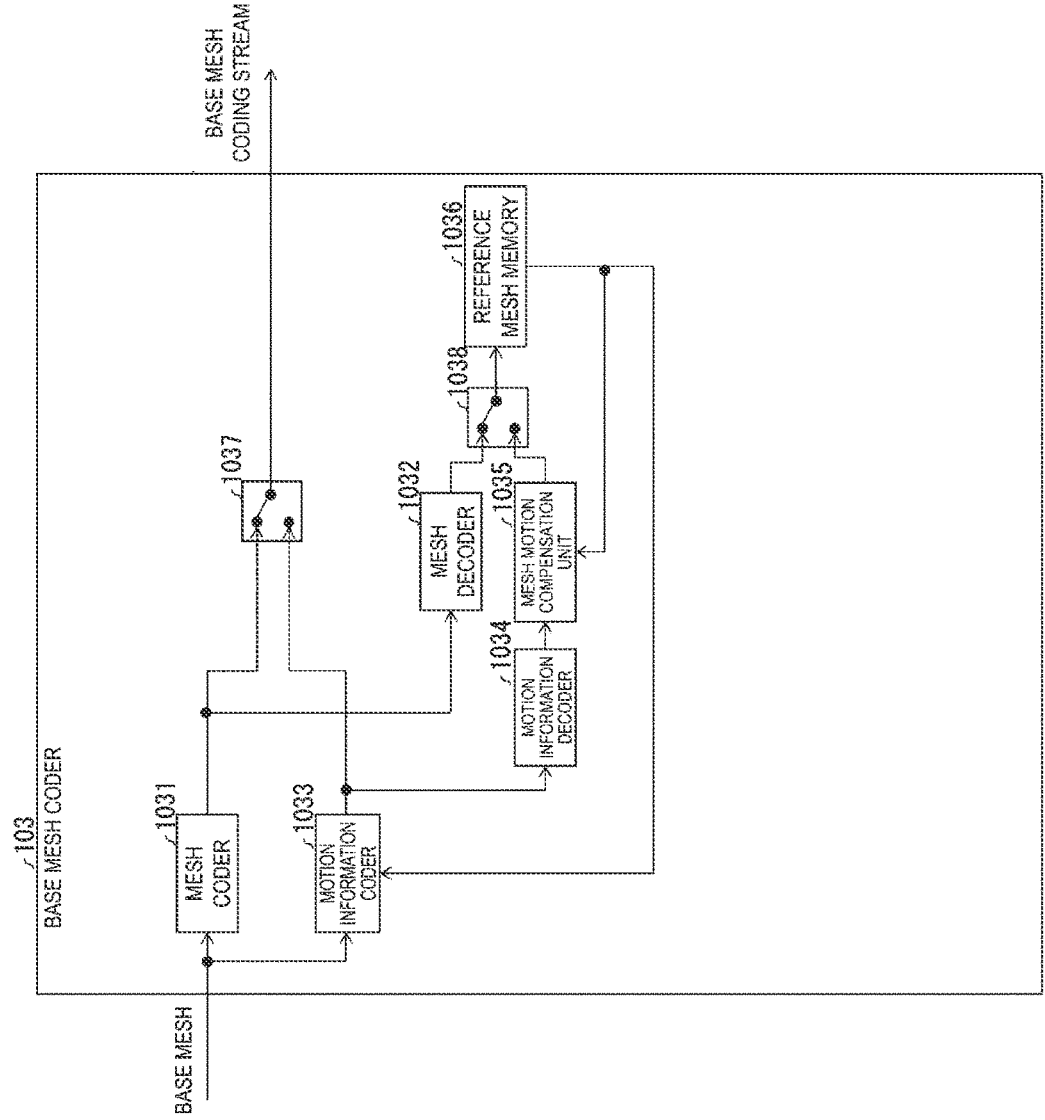 103
BASE MESH CODER
BASE MESH
1031
MESH
CODER
1033
MOTION
INFORMATION
CODER
1037
BASE MESH
CODING STREAM
1032
MESH
DECODER
1034
MOTION
INFORMATION
DECODER
1035
MESH MOTION
COMPENSATION
UNIT
1038
1036
REFERENCE
MESH MEMORY